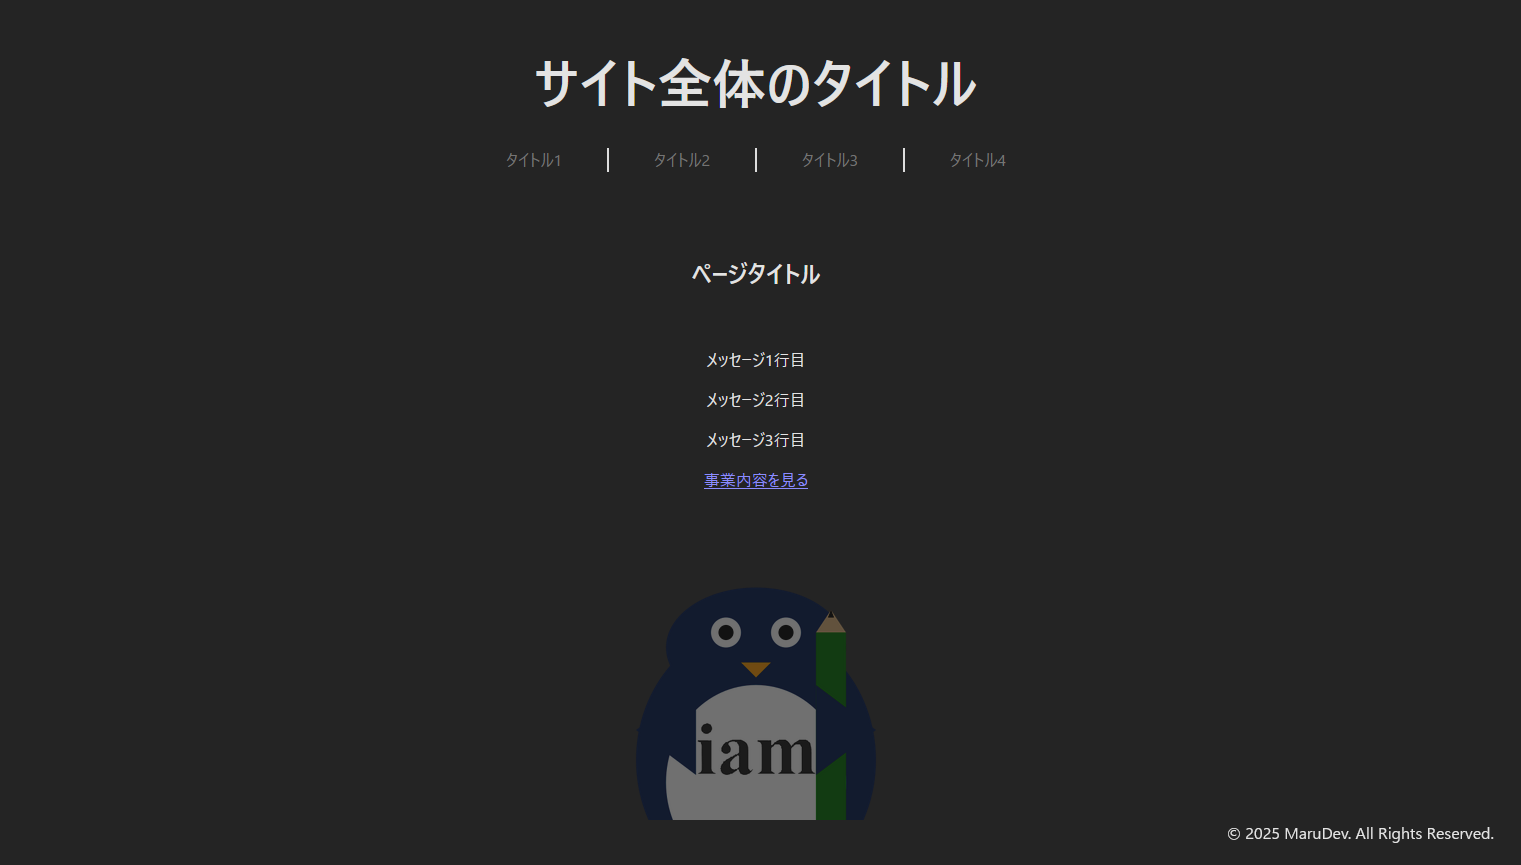 サイト全体のタイトル
タイトル1 タイトル2 タイトル3 タイトル4
ページタイトル
メッセージ1行目
メッセージ2行目
メッセージ3行目
事業内容を見る
iam
© 2025 MaruDev. All Rights Reserved.